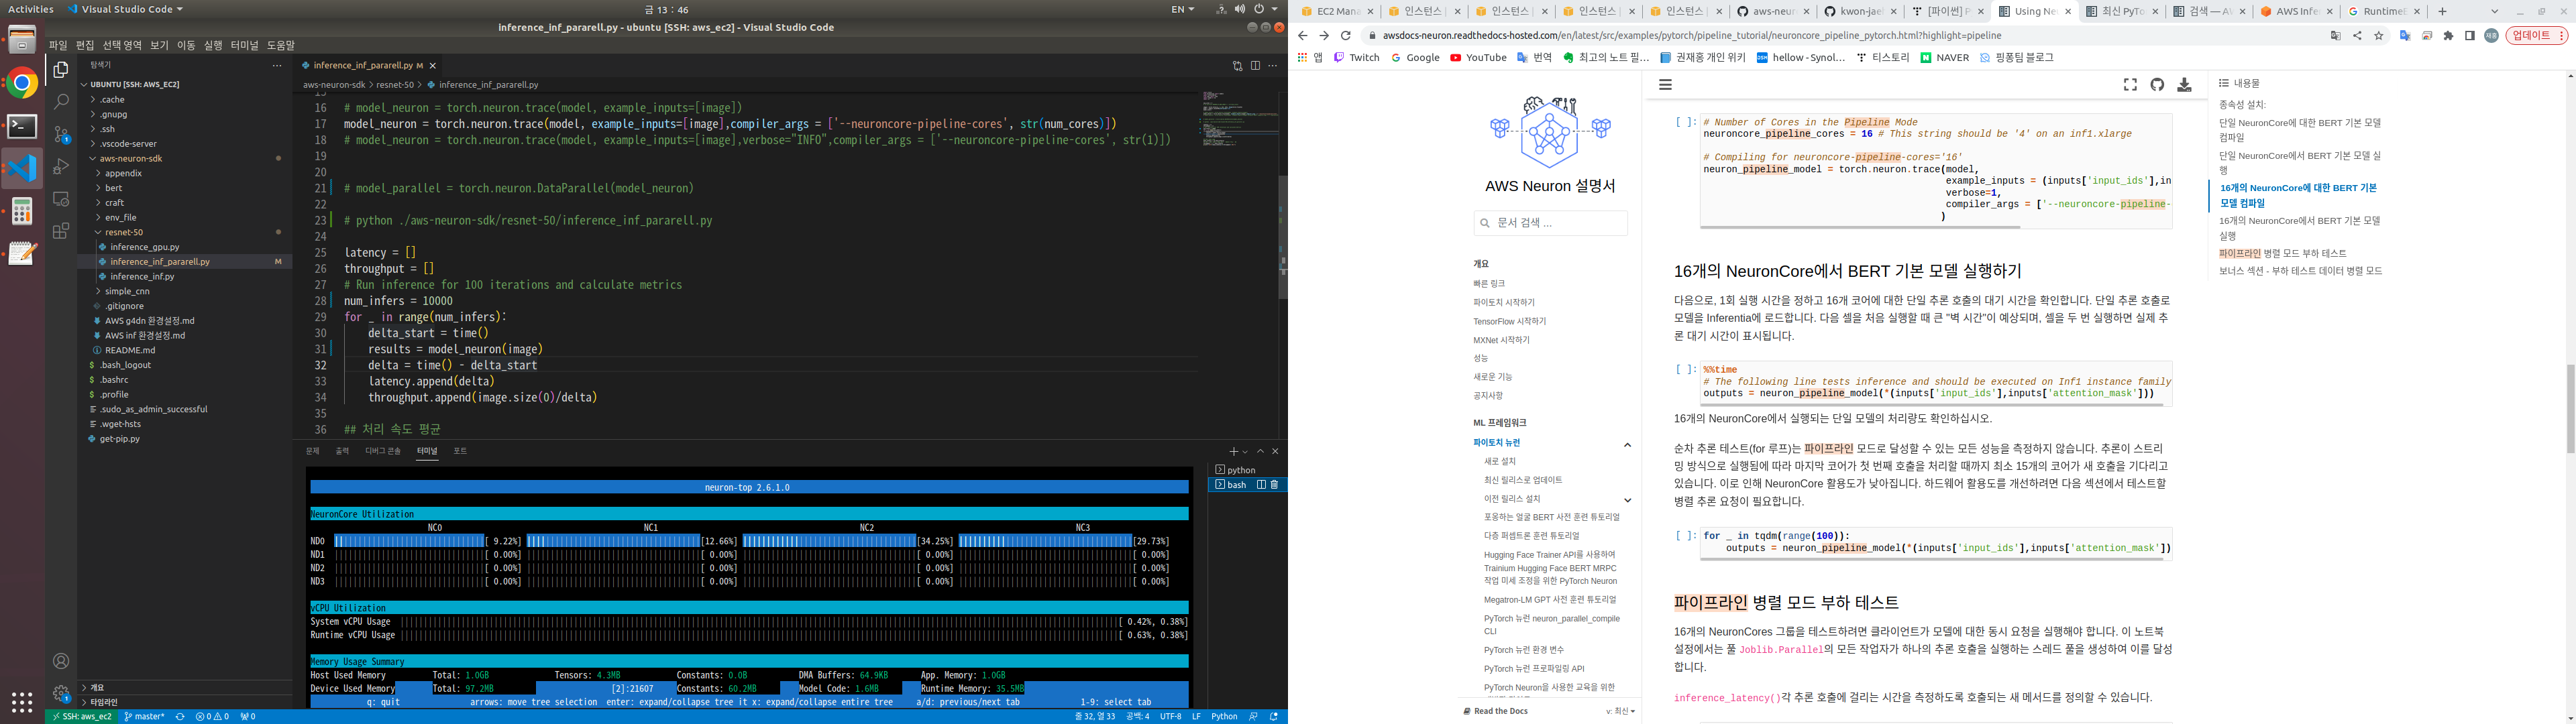 Activities
Visual Studio Code
금 13 : 46
EN
inference_inf_pararell.py - ubuntu [SSH: aws_ec2] - Visual Studio Code
파일 편집 선택 영역 보기 이동 실행 터미널 도움말
탐색기
UBUNTU [SSH: AWS_EC2]
.cache
.gnupg
.ssh
.vscode-server
aws-neuron-sdk
appendix
bert
craft
env_file
resnet-50
inference_gpu.py
inference_inf_pararell.py M
inference_inf.py
simple_cnn
.gitignore
AWS g4dn 환경설정.md
AWS inf 환경설정.md
README.md
.bash_logout
.bashrc
.profile
.sudo_as_admin_successful
.wget-hsts
get-pip.py
개요
타임라인
inference_inf_pararell.py M
aws-neuron-sdk > resnet-50 > inference_inf_pararell.py
15
16 # model_neuron = torch.neuron.trace(model, example_inputs=[image])
17 model_neuron = torch.neuron.trace(model, example_inputs=[image],compiler_args = ['--neuroncore-pipeline-cores', str(num_cores)])
18 # model_neuron = torch.neuron.trace(model, example_inputs=[image],verbose="INFO",compiler_args = ['--neuroncore-pipeline-cores', str(1)])
19
20
21 # model_parallel = torch.neuron.DataParallel(model_neuron)
22
23 # python ./aws-neuron-sdk/resnet-50/inference_inf_pararell.py
24
25 latency = []
26 throughput = []
27 # Run inference for 100 iterations and calculate metrics
28 num_infers = 10000
29 for _ in range(num_infers):
30 delta_start = time()
31 results = model_neuron(image)
32 delta = time() - delta_start
33 latency.append(delta)
34 throughput.append(image.size(0)/delta)
35
36 ## 처리 속도 평균
문제 출력 디버그 콘솔 터미널 포트
python
bash
neuron-top 2.6.1.0
NeuronCore Utilization
NC0 NC1 NC2 NC3
ND0 [ 9.22%] [12.66%] [34.25%] [29.73%]
ND1 [ 0.00%] [ 0.00%] [ 0.00%] [ 0.00%]
ND2 [ 0.00%] [ 0.00%] [ 0.00%] [ 0.00%]
ND3 [ 0.00%] [ 0.00%] [ 0.00%] [ 0.00%]
vCPU Utilization
System vCPU Usage [ 0.42%, 0.38%]
Runtime vCPU Usage [ 0.63%, 0.38%]
Memory Usage Summary
Host Used Memory Total: 1.0GB Tensors: 4.3MB Constants: 0.0B DMA Buffers: 64.9KB App. Memory: 1.0GB
Device Used Memory Total: 97.2MB [2]:21607 Constants: 60.2MB Model Code: 1.6MB Runtime Memory: 35.5MB
q: quit arrows: move tree selection enter: expand/collapse tree it x: expand/collapse entire tree a/d: previous/next tab 1-9: select tab
SSH: aws_ec2 master* 0 0 0
줄 32, 열 33 공백: 4 UTF-8 LF Python
EC2 Mana
인스턴스
인스턴스
인스턴스
인스턴스
aws-neuro
kwon-jae
[파이썬] P
Using Neu
최신 PyTo
검색 — AW
AWS Infer
RuntimeE
awsdocs-neuron.readthedocs-hosted.com/en/latest/src/examples/pytorch/pipeline_tutorial/neuroncore_pipeline_pytorch.html?highlight=pipeline
업데이트
앱 Twitch Google YouTube 번역 최고의 노트 필... 권재홍 개인 위키 hellow - Synol... 티스토리 NAVER 핑퐁팀 블로그
AWS Neuron 설명서
문서 검색 ...
개요
빠른 링크
파이토치 시작하기
TensorFlow 시작하기
MXNet 시작하기
성능
새로운 기능
공지사항
ML 프레임워크
파이토치 뉴런
새로 설치
최신 릴리스로 업데이트
이전 릴리스 설치
포옹하는 얼굴 BERT 사전 훈련 튜토리얼
다층 퍼셉트론 훈련 튜토리얼
Hugging Face Trainer API를 사용하여
Trainium Hugging Face BERT MRPC
작업 미세 조정을 위한 PyTorch Neuron
Megatron-LM GPT 사전 훈련 튜토리얼
PyTorch 뉴런 neuron_parallel_compile
CLI
PyTorch 뉴런 환경 변수
PyTorch 뉴런 프로파일링 API
PyTorch Neuron을 사용한 교육을 위한
Read the Docs v: 최신
[ ]: # Number of Cores in the Pipeline Mode
neuroncore_pipeline_cores = 16 # This string should be '4' on an inf1.xlarge
# Compiling for neuroncore-pipeline-cores='16'
neuron_pipeline_model = torch.neuron.trace(model,
example_inputs = (inputs['input_ids'],in
verbose=1,
compiler_args = ['--neuroncore-pipeline-
)
16개의 NeuronCore에서 BERT 기본 모델 실행하기
다음으로, 1회 실행 시간을 정하고 16개 코어에 대한 단일 추론 호출의 대기 시간을 확인합니다. 단일 추론 호출로
모델을 Inferentia에 로드합니다. 다음 셀을 처음 실행할 때 큰 "벽 시간"이 예상되며, 셀을 두 번 실행하면 실제 추
론 대기 시간이 표시됩니다.
[ ]: %%time
# The following line tests inference and should be executed on Inf1 instance family
outputs = neuron_pipeline_model(*(inputs['input_ids'],inputs['attention_mask']))
16개의 NeuronCore에서 실행되는 단일 모델의 처리량도 확인하십시오.
순차 추론 테스트(for 루프)는 파이프라인 모드로 달성할 수 있는 모든 성능을 측정하지 않습니다. 추론이 스트리
밍 방식으로 실행됨에 따라 마지막 코어가 첫 번째 호출을 처리할 때까지 최소 15개의 코어가 새 호출을 기다리고
있습니다. 이로 인해 NeuronCore 활용도가 낮아집니다. 하드웨어 활용도를 개선하려면 다음 섹션에서 테스트할
병렬 추론 요청이 필요합니다.
[ ]: for _ in tqdm(range(100)):
outputs = neuron_pipeline_model(*(inputs['input_ids'],inputs['attention_mask'])
파이프라인 병렬 모드 부하 테스트
16개의 NeuronCores 그룹을 테스트하려면 클라이언트가 모델에 대한 동시 요청을 실행해야 합니다. 이 노트북
설정에서는 풀 Joblib.Parallel의 모든 작업자가 하나의 추론 호출을 실행하는 스레드 풀을 생성하여 이를 달성
합니다.
inference_latency()각 추론 호출에 걸리는 시간을 측정하도록 호출되는 새 메서드를 정의할 수 있습니다.
내용물
종속성 설치:
단일 NeuronCore에 대한 BERT 기본 모델
컴파일
단일 NeuronCore에서 BERT 기본 모델 실
행
16개의 NeuronCore에 대한 BERT 기본
모델 컴파일
16개의 NeuronCore에서 BERT 기본 모델
실행
파이프라인 병렬 모드 부하 테스트
보너스 섹션 - 부하 테스트 데이터 병렬 모드